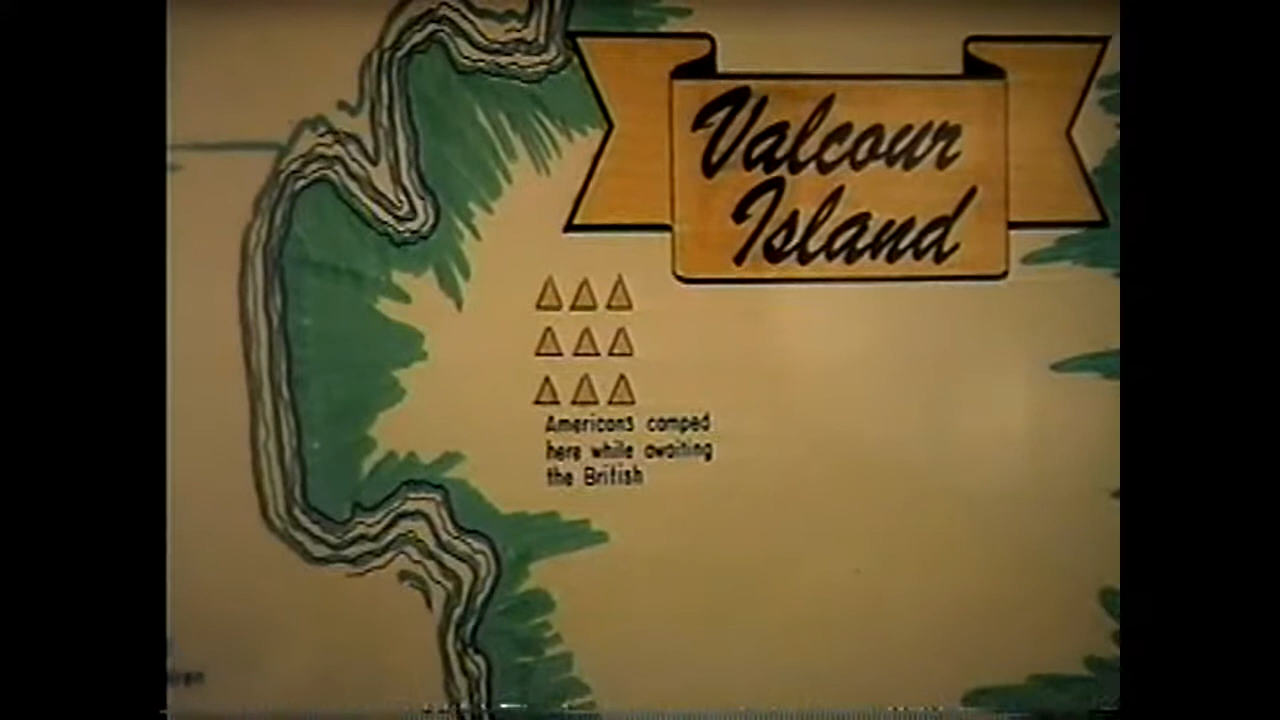 Valcour
Island
Americans camped
here while awaiting
the British